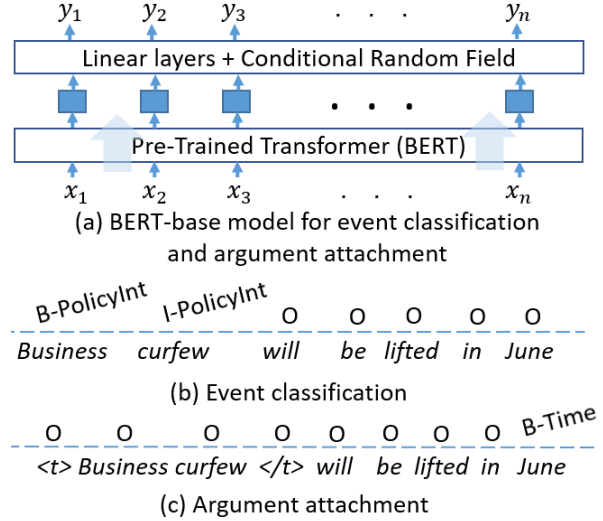 y₁ y₂ y₃ . . . yₙ
Linear layers + Conditional Random Field
. . .
Pre-Trained Transformer (BERT)
x₁ x₂ x₃ . . . xₙ
(a) BERT-base model for event classification
and argument attachment
B-PolicyInt I-PolicyInt O O O O O
Business curfew will be lifted in June
(b) Event classification
O O O O O O O O B-Time
<t> Business curfew </t> will be lifted in June
(c) Argument attachment